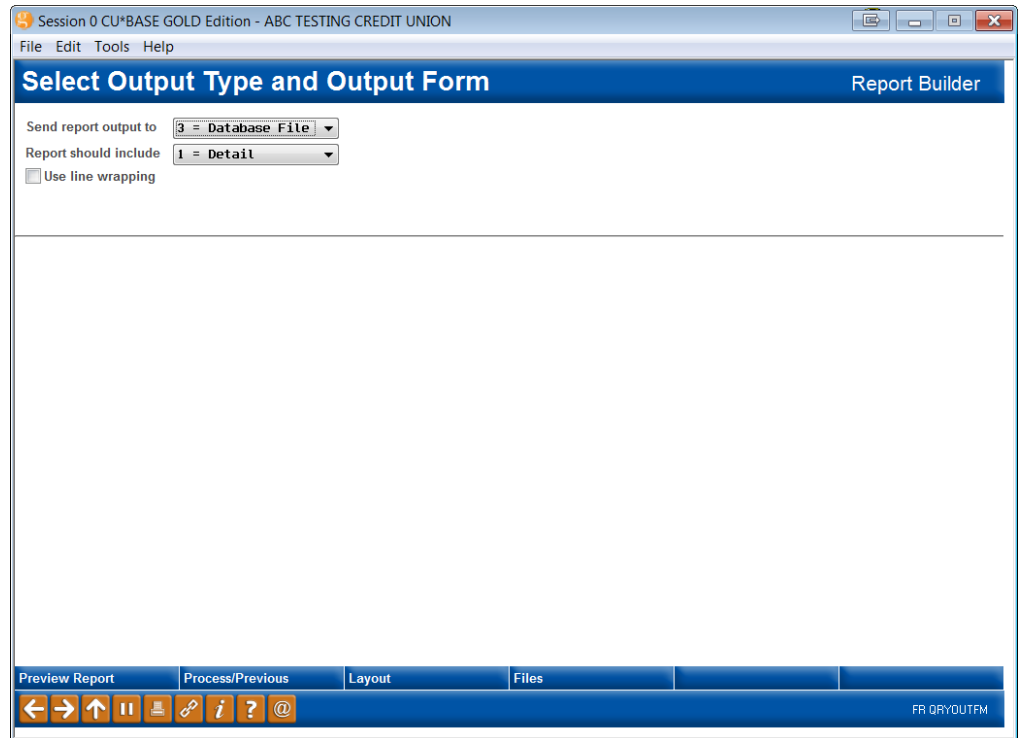 Session 0 CU*BASE GOLD Edition - ABC TESTING CREDIT UNION
File Edit Tools Help
Select Output Type and Output Form Report Builder
Send report output to 3 = Database File
Report should include 1 = Detail
Use line wrapping
Preview Report Process/Previous Layout Files
i ? @ FR QRYOUTFM